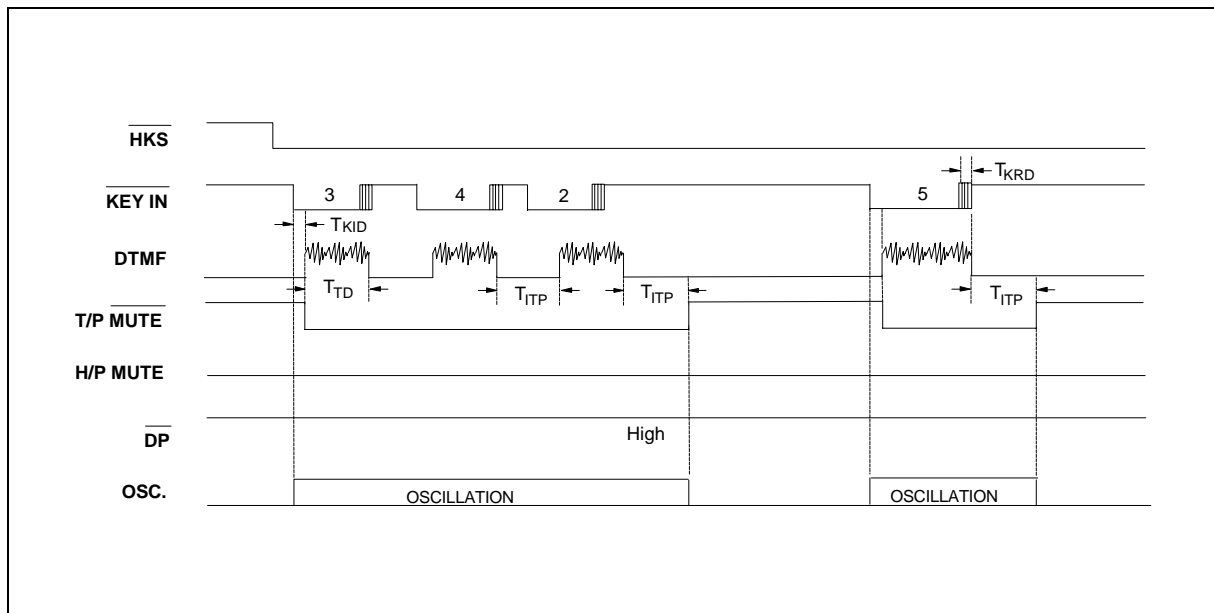 HKS
KEY IN
3
4
2
5
TKRD
TKID
DTMF
TTD
TITP
TITP
TITP
T/P MUTE
H/P MUTE
DP
High
OSC.
OSCILLATION
OSCILLATION